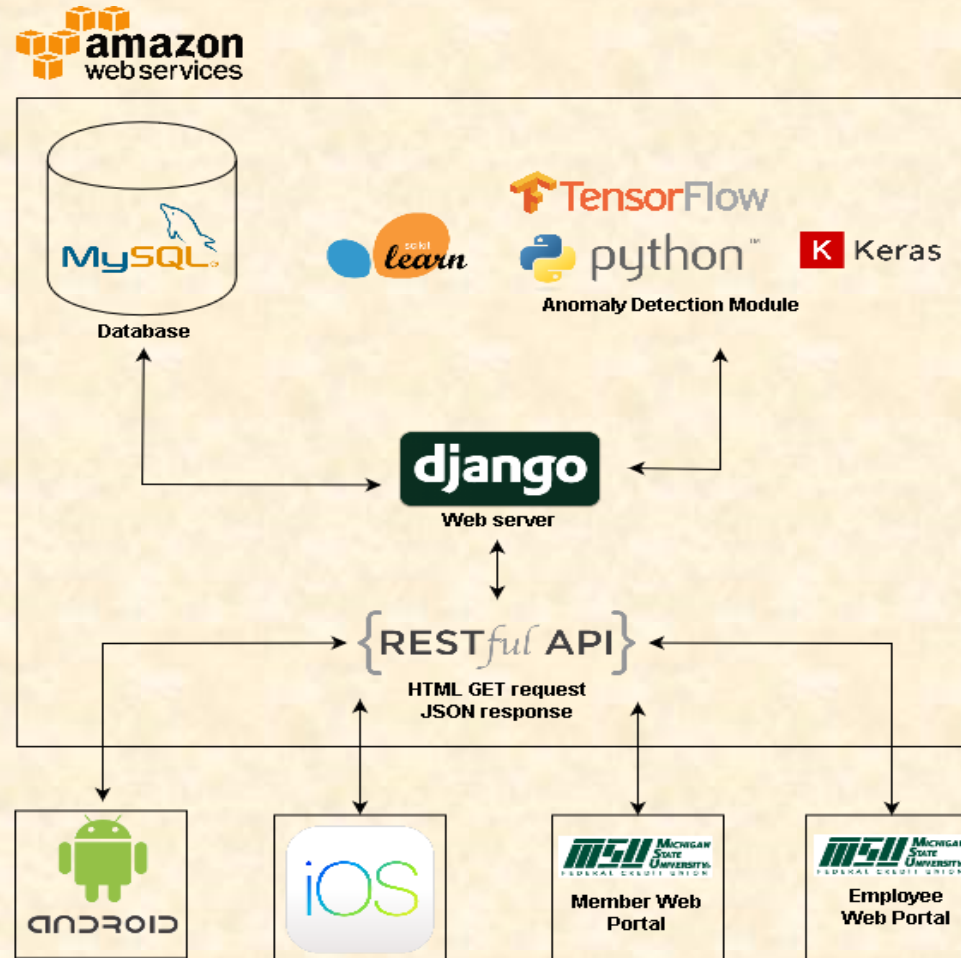 amazon
web services
MySQL
Database
scikit
learn
TensorFlow
python™
K Keras
Anomaly Detection Module
django
Web server
{RESTful API}
HTML GET request
JSON response
ANDROID
iOS
MSU MICHIGAN
STATE
UNIVERSITY
FEDERAL CREDIT UNION
Member Web
Portal
MSU MICHIGAN
STATE
UNIVERSITY
FEDERAL CREDIT UNION
Employee
Web Portal